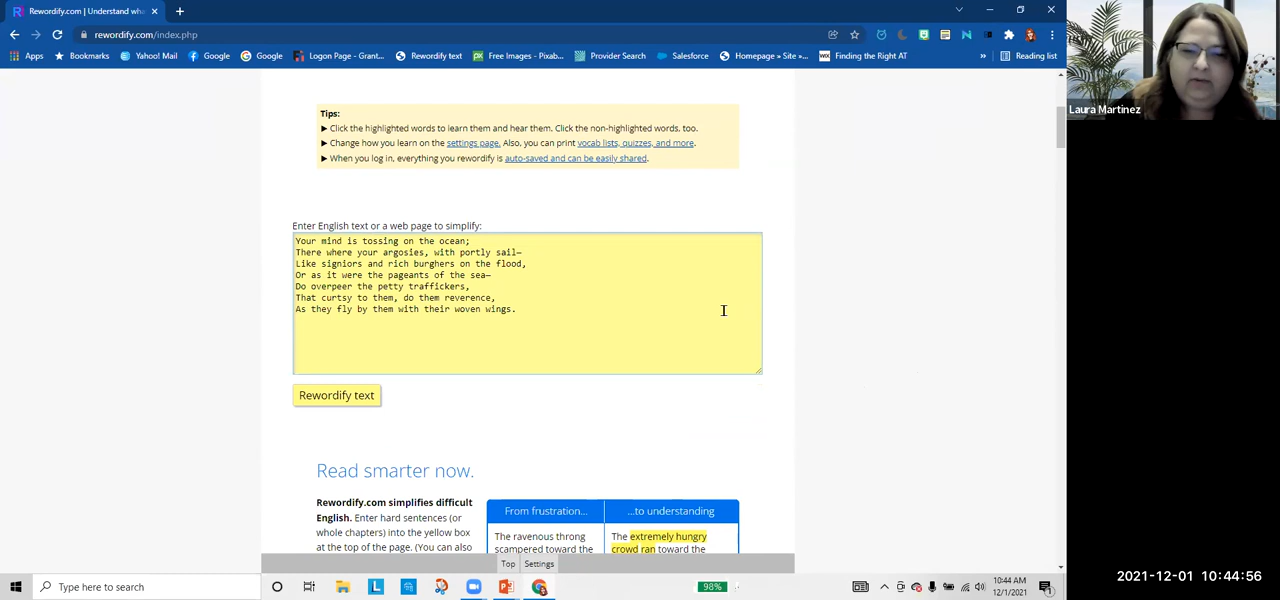 Rewordify.com | Understand wha
rewordify.com/index.php
Apps Bookmarks Yahoo! Mail Google Google Logon Page - Grant... Rewordify text Free Images - Pixab... Provider Search Salesforce Homepage » Site »... Finding the Right AT » Reading list
Laura Martinez
Tips:
► Click the highlighted words to learn them and hear them. Click the non-highlighted words, too.
► Change how you learn on the settings page. Also, you can print vocab lists, quizzes, and more.
► When you log in, everything you rewordify is auto-saved and can be easily shared.
Enter English text or a web page to simplify:
Your mind is tossing on the ocean;
There where your argosies, with portly sail—
Like signiors and rich burghers on the flood,
Or as it were the pageants of the sea—
Do overpeer the petty traffickers,
That curtsy to them, do them reverence,
As they fly by them with their woven wings.
Rewordify text
Read smarter now.
Rewordify.com simplifies difficult
English. Enter hard sentences (or
whole chapters) into the yellow box
at the top of the page. (You can also
From frustration... ...to understanding
The ravenous throng
scampered toward the
The extremely hungry
crowd ran toward the
Top Settings
Type here to search
98%
10:44 AM
12/1/2021
2021-12-01 10:44:56